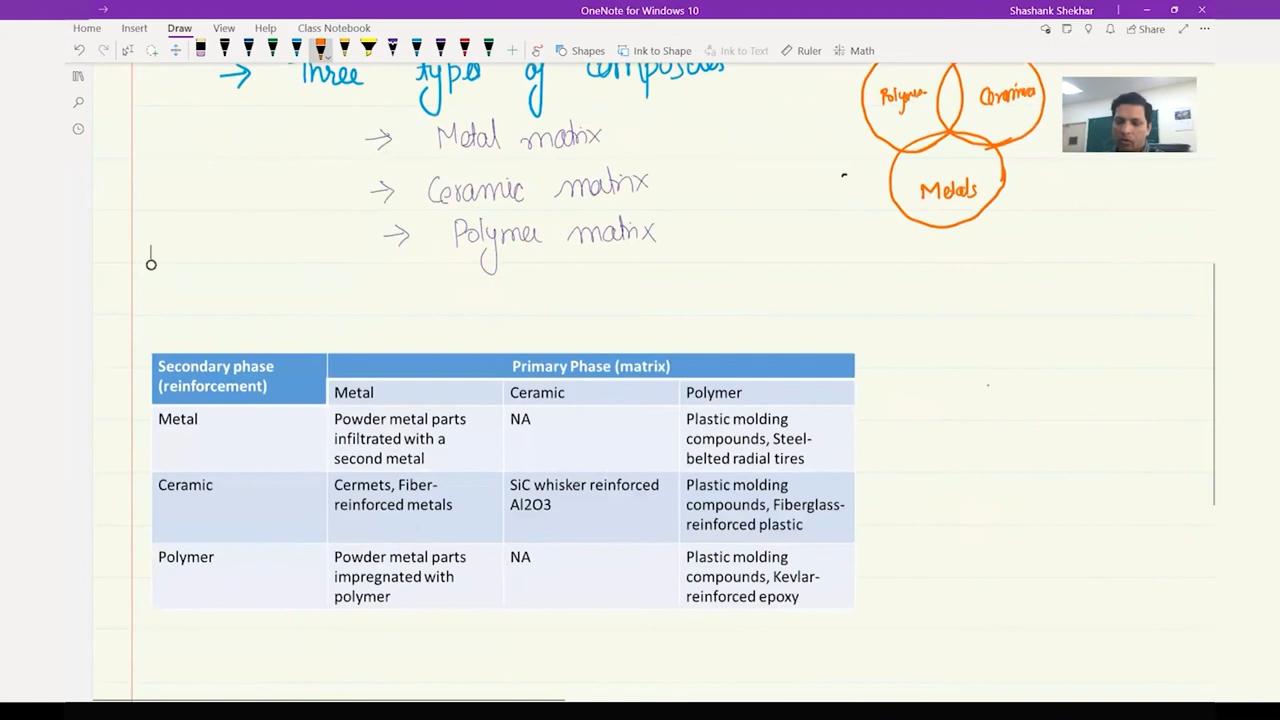 OneNote for Windows 10
Shashank Shekhar
Home Insert Draw View Help Class Notebook
Share
Shapes Ink to Shape Ink to Text Ruler Math
→ Three types of composites
→ Metal matrix
→ Ceramic matrix
→ Polymer matrix
Polymer
Ceramics
Metals
Secondary phase (reinforcement) Primary Phase (matrix)
Metal Ceramic Polymer
Metal Powder metal parts infiltrated with a second metal NA Plastic molding compounds, Steel-belted radial tires
Ceramic Cermets, Fiber-reinforced metals SiC whisker reinforced Al2O3 Plastic molding compounds, Fiberglass-reinforced plastic
Polymer Powder metal parts impregnated with polymer NA Plastic molding compounds, Kevlar-reinforced epoxy